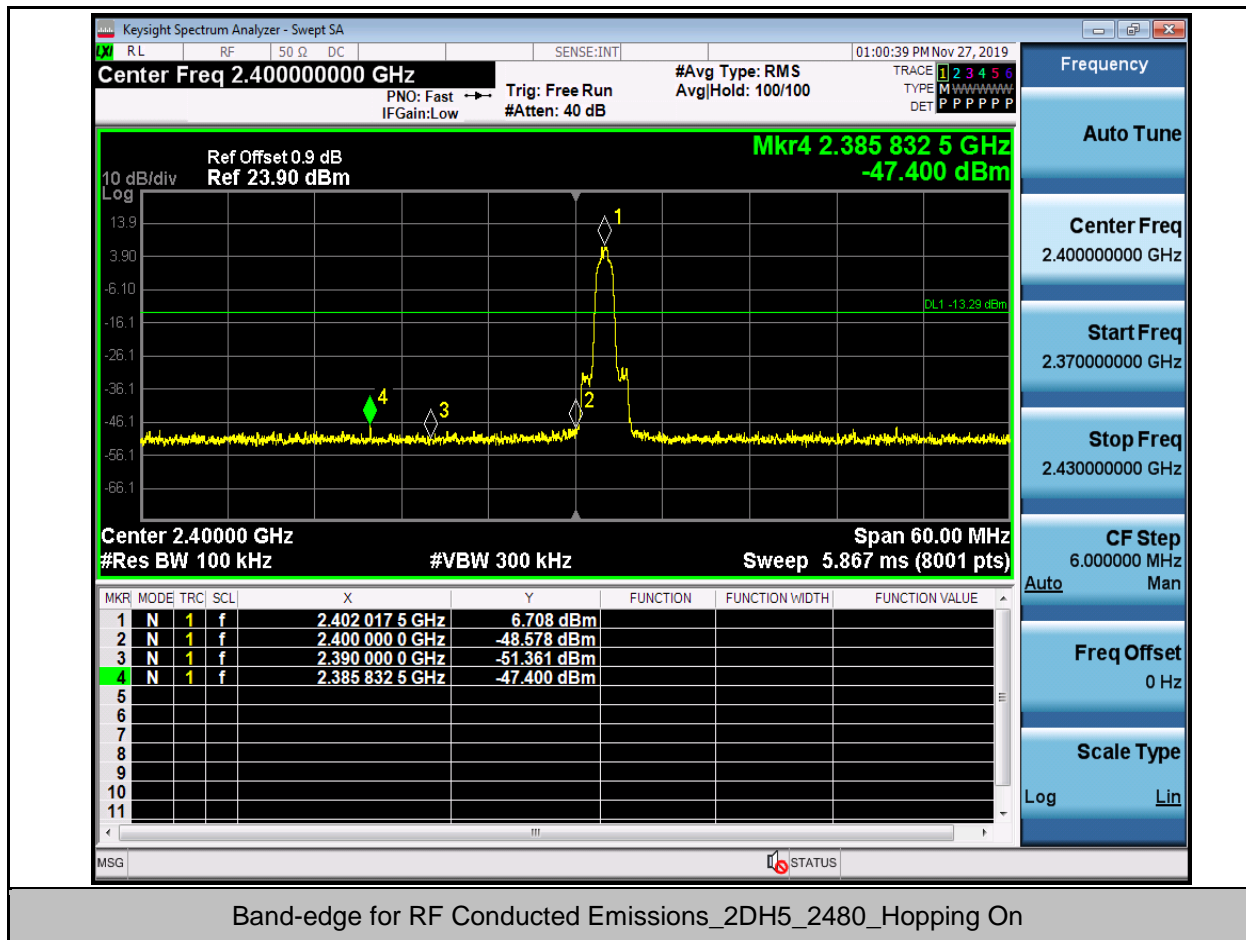 Keysight Spectrum Analyzer - Swept SA
LXI RL RF 50 Ω DC SENSE:INT 01:00:39 PM Nov 27, 2019
Center Freq 2.400000000 GHz
PNO: Fast
IFGain:Low
Trig: Free Run
#Atten: 40 dB
#Avg Type: RMS
Avg|Hold: 100/100
TRACE 1 2 3 4 5 6
TYPE M WWWWW
DET P P P P P P
Mkr4 2.385 832 5 GHz
-47.400 dBm
Ref Offset 0.9 dB
10 dB/div Ref 23.90 dBm
Log
13.9
3.90
-6.10
-16.1
-26.1
-36.1
-46.1
-56.1
-66.1
1
2
3
4
DL1 -13.29 dBm
Center 2.40000 GHz Span 60.00 MHz
#Res BW 100 kHz #VBW 300 kHz Sweep 5.867 ms (8001 pts)
MKR MODE TRC SCL X Y FUNCTION FUNCTION WIDTH FUNCTION VALUE
1 N 1 f 2.402 017 5 GHz 6.708 dBm
2 N 1 f 2.400 000 0 GHz -48.578 dBm
3 N 1 f 2.390 000 0 GHz -51.361 dBm
4 N 1 f 2.385 832 5 GHz -47.400 dBm
5
6
7
8
9
10
11
MSG STATUS
Frequency
Auto Tune
Center Freq
2.400000000 GHz
Start Freq
2.370000000 GHz
Stop Freq
2.430000000 GHz
CF Step
6.000000 MHz
Auto Man
Freq Offset
0 Hz
Scale Type
Log Lin
Band-edge for RF Conducted Emissions_2DH5_2480_Hopping On